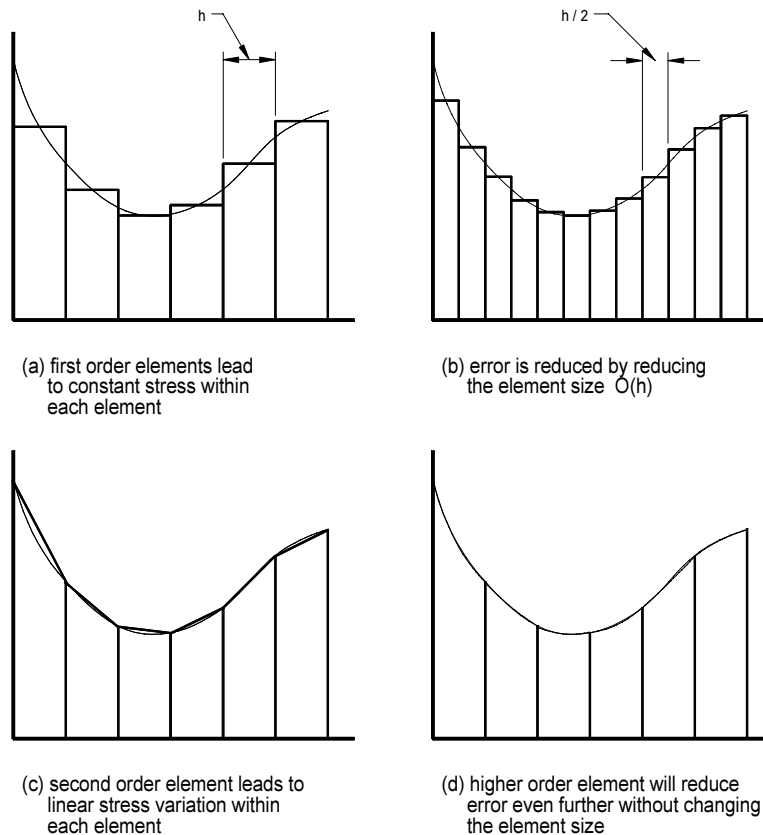 h
h / 2
(a) first order elements lead
to constant stress within
each element
(b) error is reduced by reducing
the element size O(h)
(c) second order element leads to
linear stress variation within
each element
(d) higher order element will reduce
error even further without changing
the element size